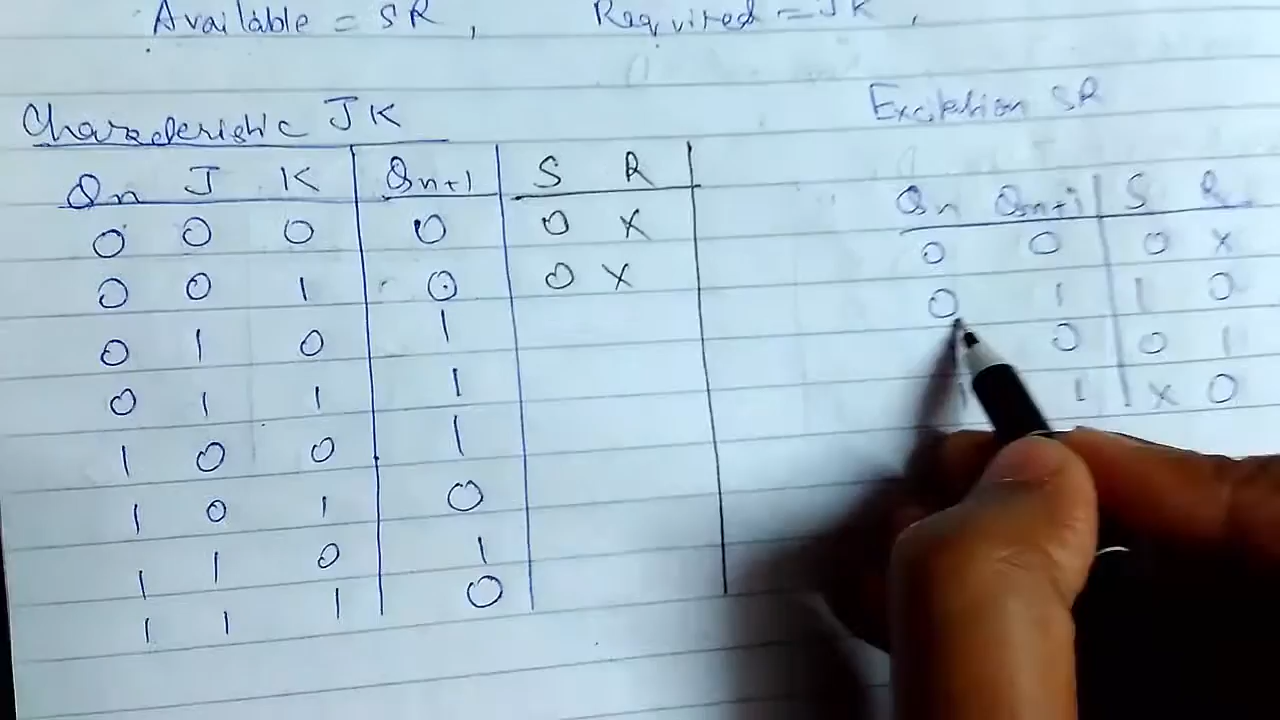 Available = SR, Required = JK,
Characteristic JK
Qn J K Qn+1 S R
0 0 0 0 0 X
0 0 1 0 0 X
0 1 0 1
0 1 1 1
1 0 0 1
1 0 1 0
1 1 0 1
1 1 1 0
Excitation SR
Qn Qn+1 S R
0 0 0 X
0 1 1 0
0 0 1
1 1 X 0